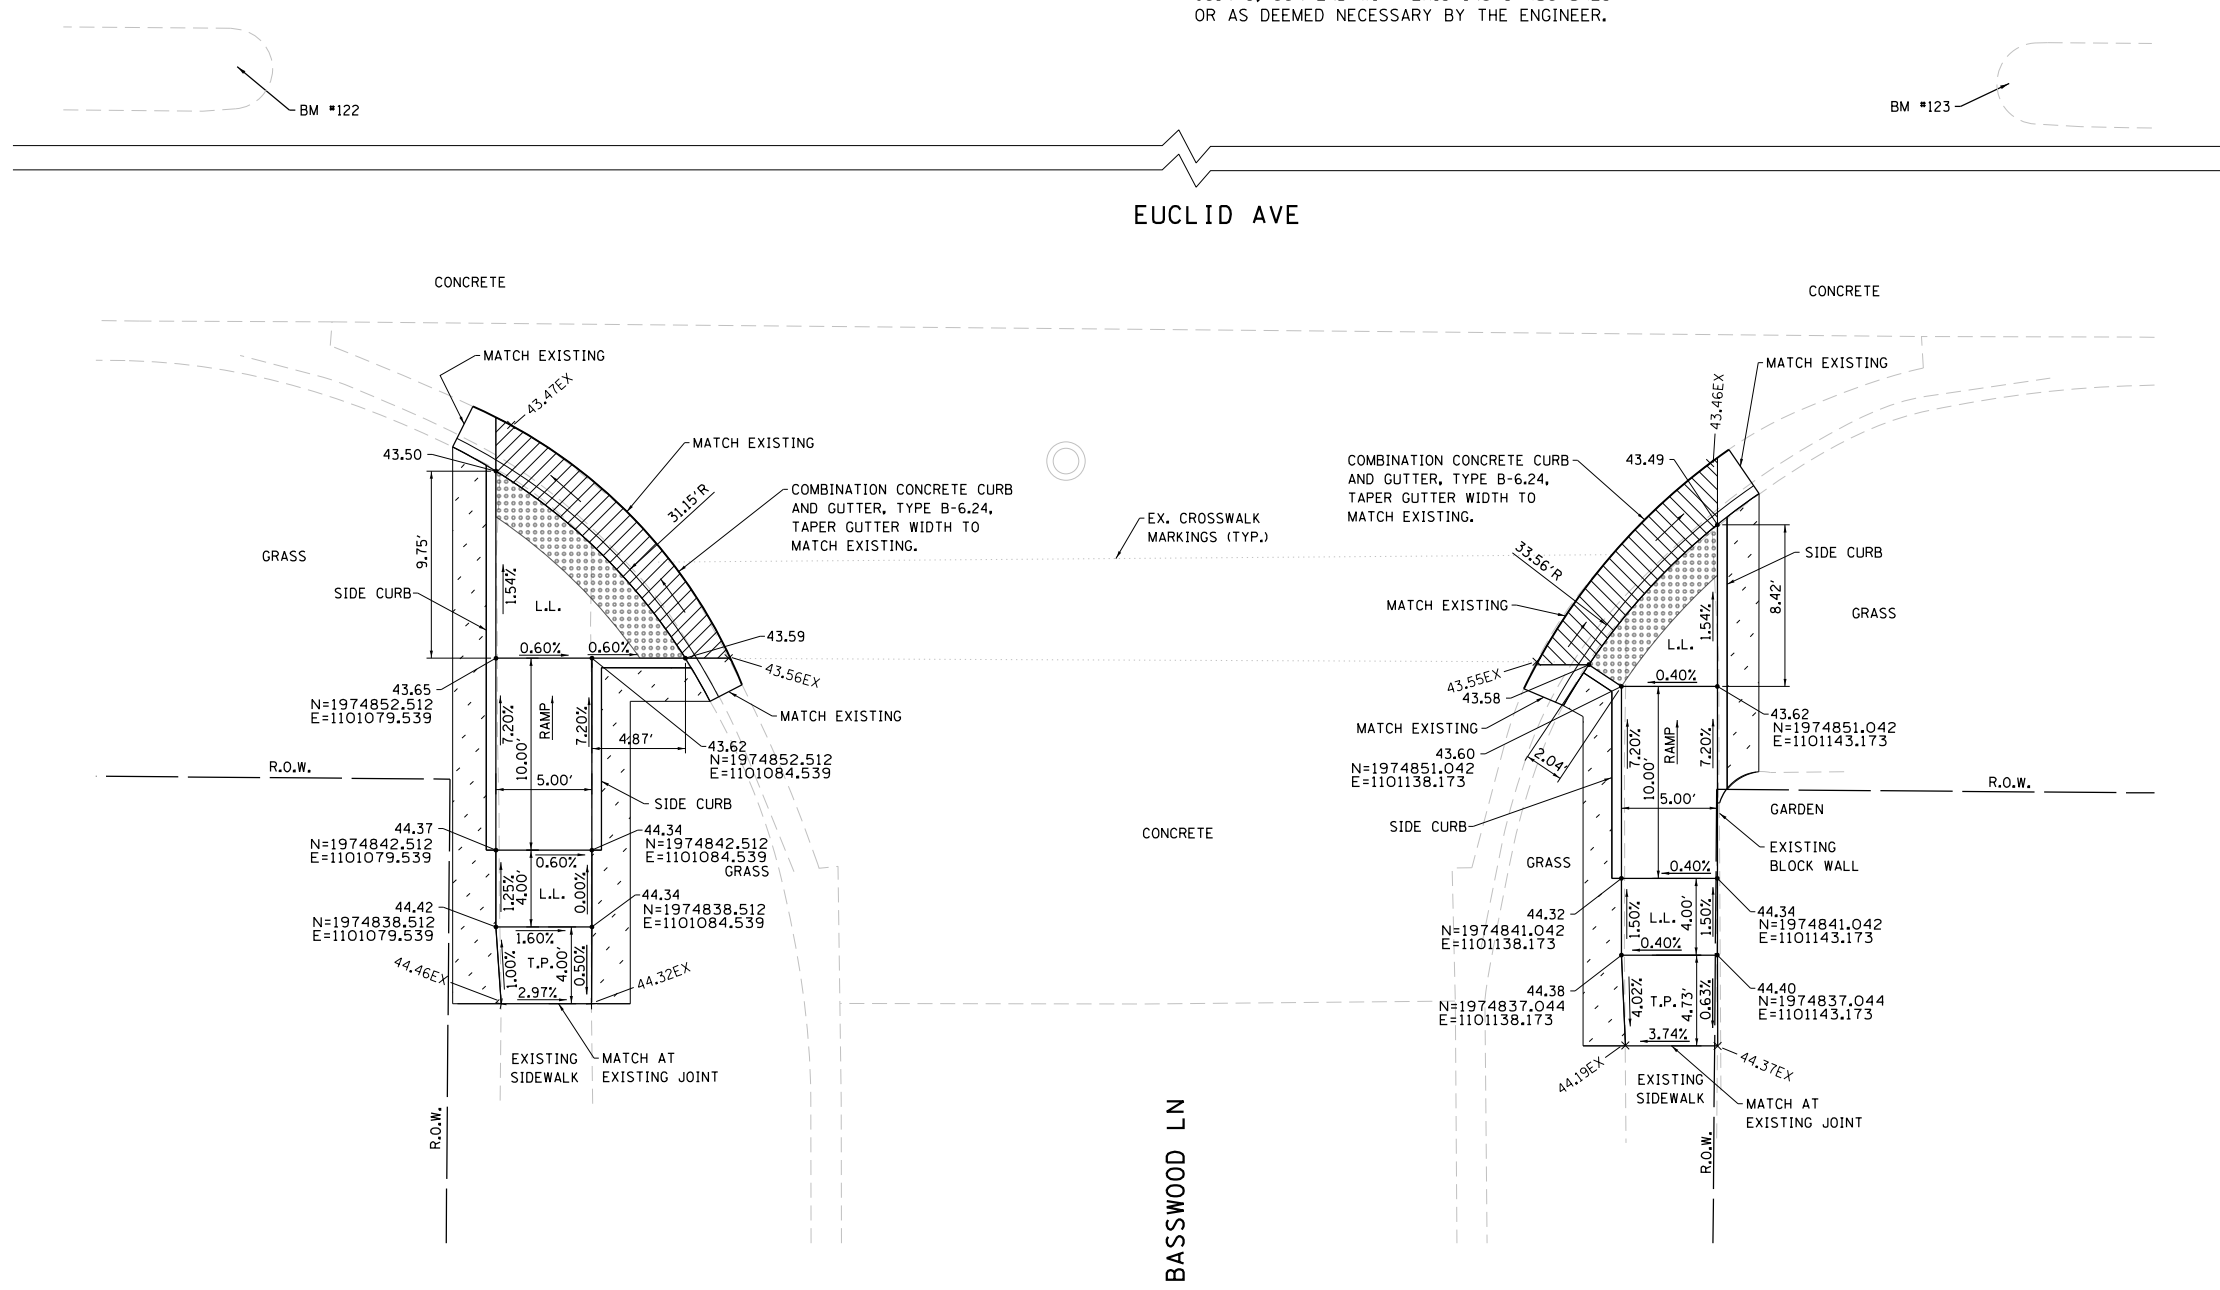 OR AS DEEMED NECESSARY BY THE ENGINEER.
BM #122
BM #123
EUCLID AVE
CONCRETE
CONCRETE
MATCH EXISTING
43.47EX
MATCH EXISTING
43.50
31.15'R
COMBINATION CONCRETE CURB
AND GUTTER, TYPE B-6.24,
TAPER GUTTER WIDTH TO
MATCH EXISTING.
9.75'
GRASS
SIDE CURB
1.54%
L.L.
0.60%
0.60%
43.59
43.56EX
MATCH EXISTING
43.65
N=1974852.512
E=1101079.539
7.20%
10.00'
RAMP
7.20%
4.87'
43.62
N=1974852.512
E=1101084.539
R.O.W.
5.00'
SIDE CURB
44.37
N=1974842.512
E=1101079.539
44.34
N=1974842.512
E=1101084.539
GRASS
0.60%
1.25%
4.00'
L.L.
0.00%
44.42
N=1974838.512
E=1101079.539
44.34
N=1974838.512
E=1101084.539
1.60%
1.00%
T.P.
4.00'
0.50%
44.46EX
2.97%
44.32EX
EXISTING
SIDEWALK
MATCH AT
EXISTING JOINT
R.O.W.
EX. CROSSWALK
MARKINGS (TYP.)
CONCRETE
BASSWOOD LN
43.46EX
MATCH EXISTING
COMBINATION CONCRETE CURB
AND GUTTER, TYPE B-6.24,
TAPER GUTTER WIDTH TO
MATCH EXISTING.
43.49
33.56'R
SIDE CURB
8.42'
MATCH EXISTING
GRASS
1.54%
L.L.
0.40%
43.55EX
43.58
MATCH EXISTING
43.60
N=1974851.042
E=1101138.173
2.04'
43.62
N=1974851.042
E=1101143.173
7.20%
10.00'
RAMP
7.20%
R.O.W.
5.00'
GARDEN
SIDE CURB
EXISTING
BLOCK WALL
GRASS
0.40%
44.32
N=1974841.042
E=1101138.173
1.50%
L.L.
4.00'
1.50%
44.34
N=1974841.042
E=1101143.173
0.40%
44.38
N=1974837.044
E=1101138.173
4.02%
T.P.
4.73'
0.63%
44.40
N=1974837.044
E=1101143.173
3.74%
44.19EX
44.37EX
EXISTING
SIDEWALK
MATCH AT
EXISTING JOINT
R.O.W.